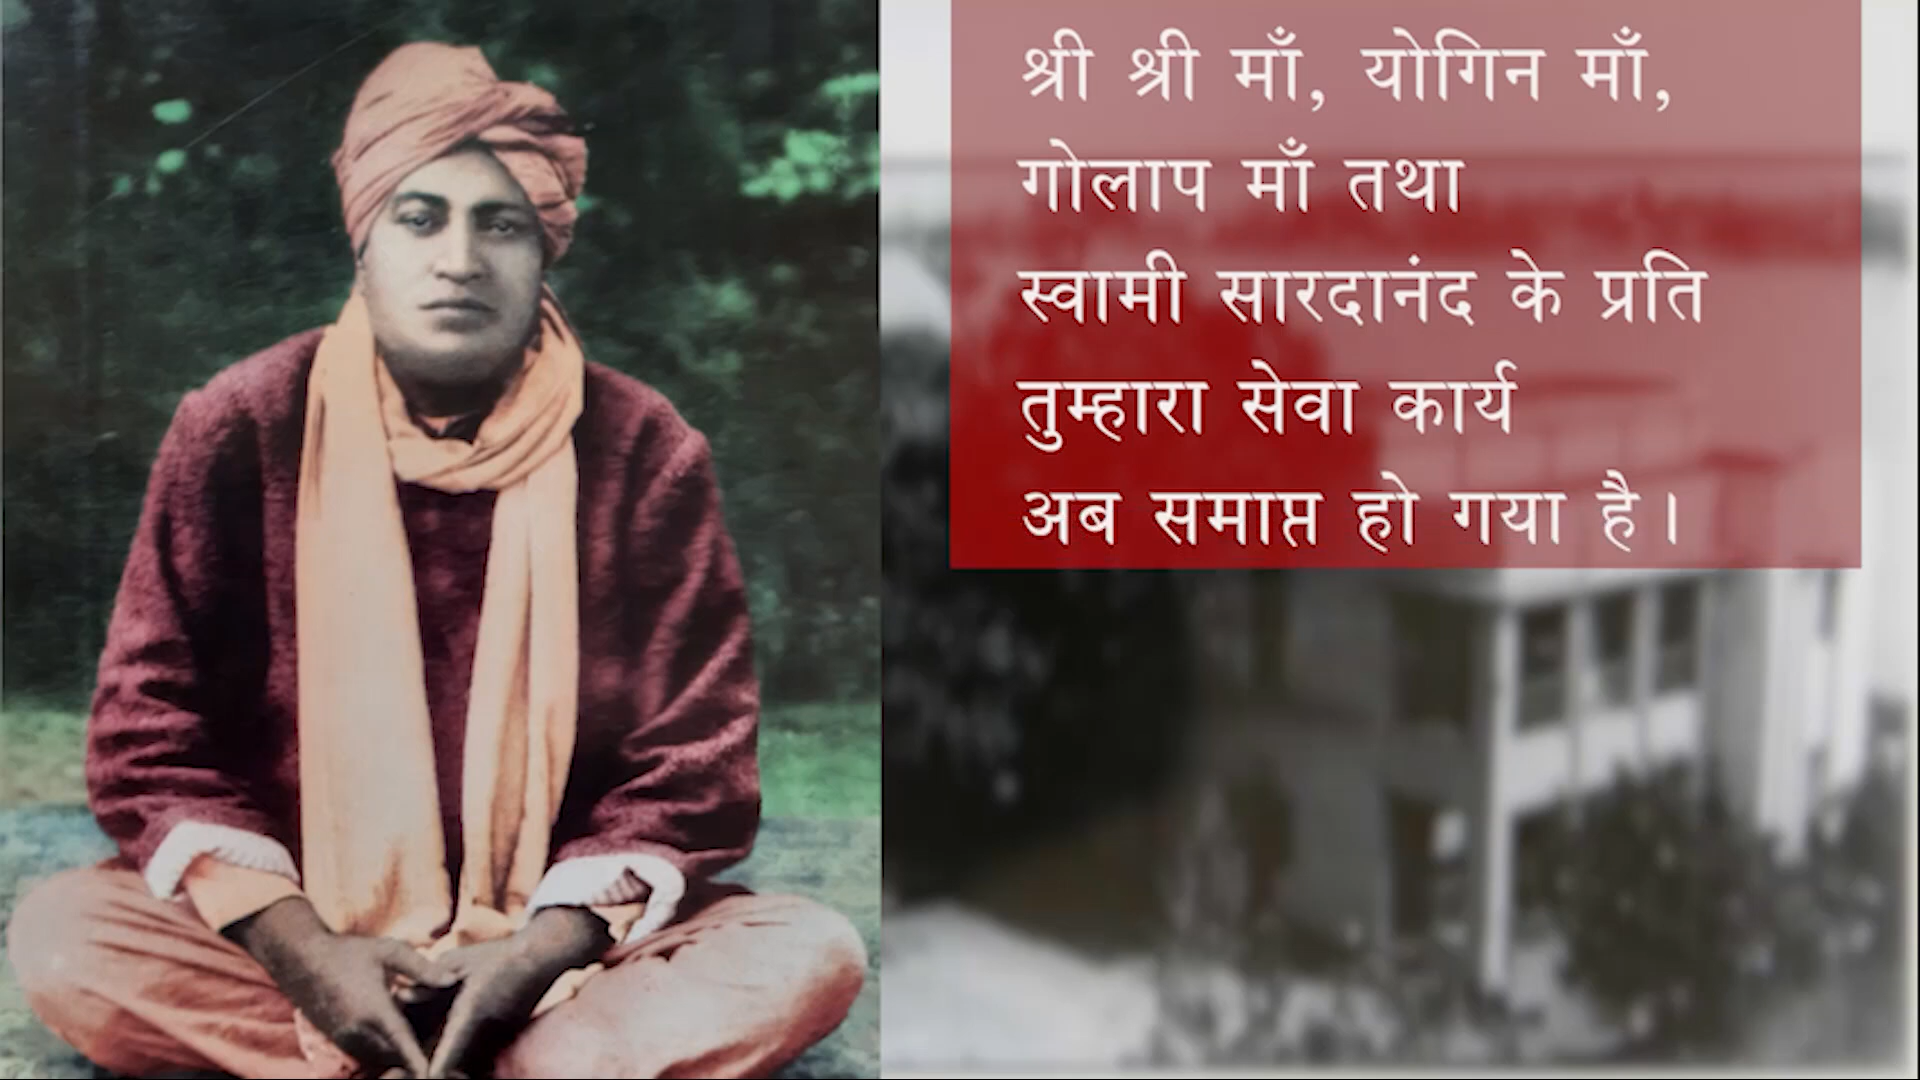 श्री श्री माँ, योगिन माँ,
गोलाप माँ तथा
स्वामी सारदानंद के प्रति
तुम्हारा सेवा कार्य
अब समाप्त हो गया है।